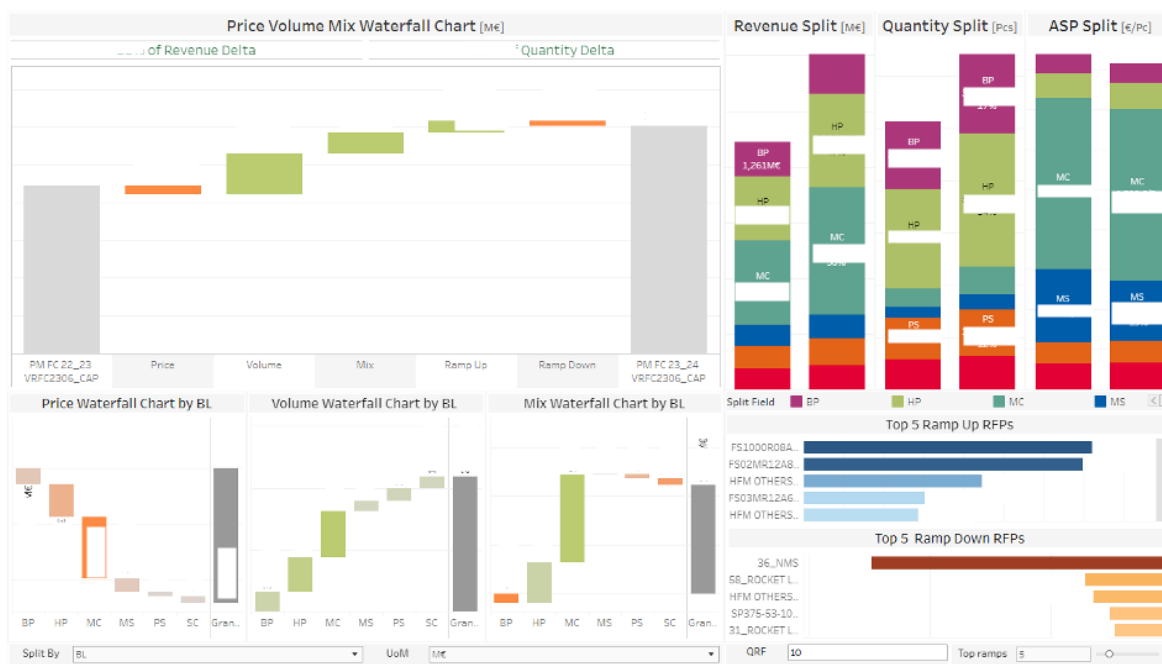 Price Volume Mix Waterfall Chart [M€]
of Revenue Delta
Quantity Delta
PM FC 22_23
VRFC2306_CAP
Price
Volume
Mix
Ramp Up
Ramp Down
PM FC 23_24
VRFC2306_CAP
Revenue Split [M€]
Quantity Split [Pcs]
ASP Split [€/Pc]
BP
1,261M€
HP
MC
HP
MC
BP
HP
PS
BP
HP
PS
MC
MS
MC
MS
Split Field
BP
HP
MC
MS
Price Waterfall Chart by BL
M€
BP
HP
MC
MS
PS
SC
Gran..
Volume Waterfall Chart by BL
BP
HP
MC
MS
PS
SC
Gran..
Mix Waterfall Chart by BL
M€
BP
HP
MC
MS
PS
SC
Gran..
Top 5 Ramp Up RFPs
FS1000R08A..
FS02MR12A8..
HFM OTHERS..
FS03MR12A6..
HFM OTHERS..
Top 5 Ramp Down RFPs
36_NMS
58_ROCKET L..
HFM OTHERS..
SP375-53-10..
31_ROCKET L..
Split By
BL
UoM
M€
QRF
10
Top ramps
5